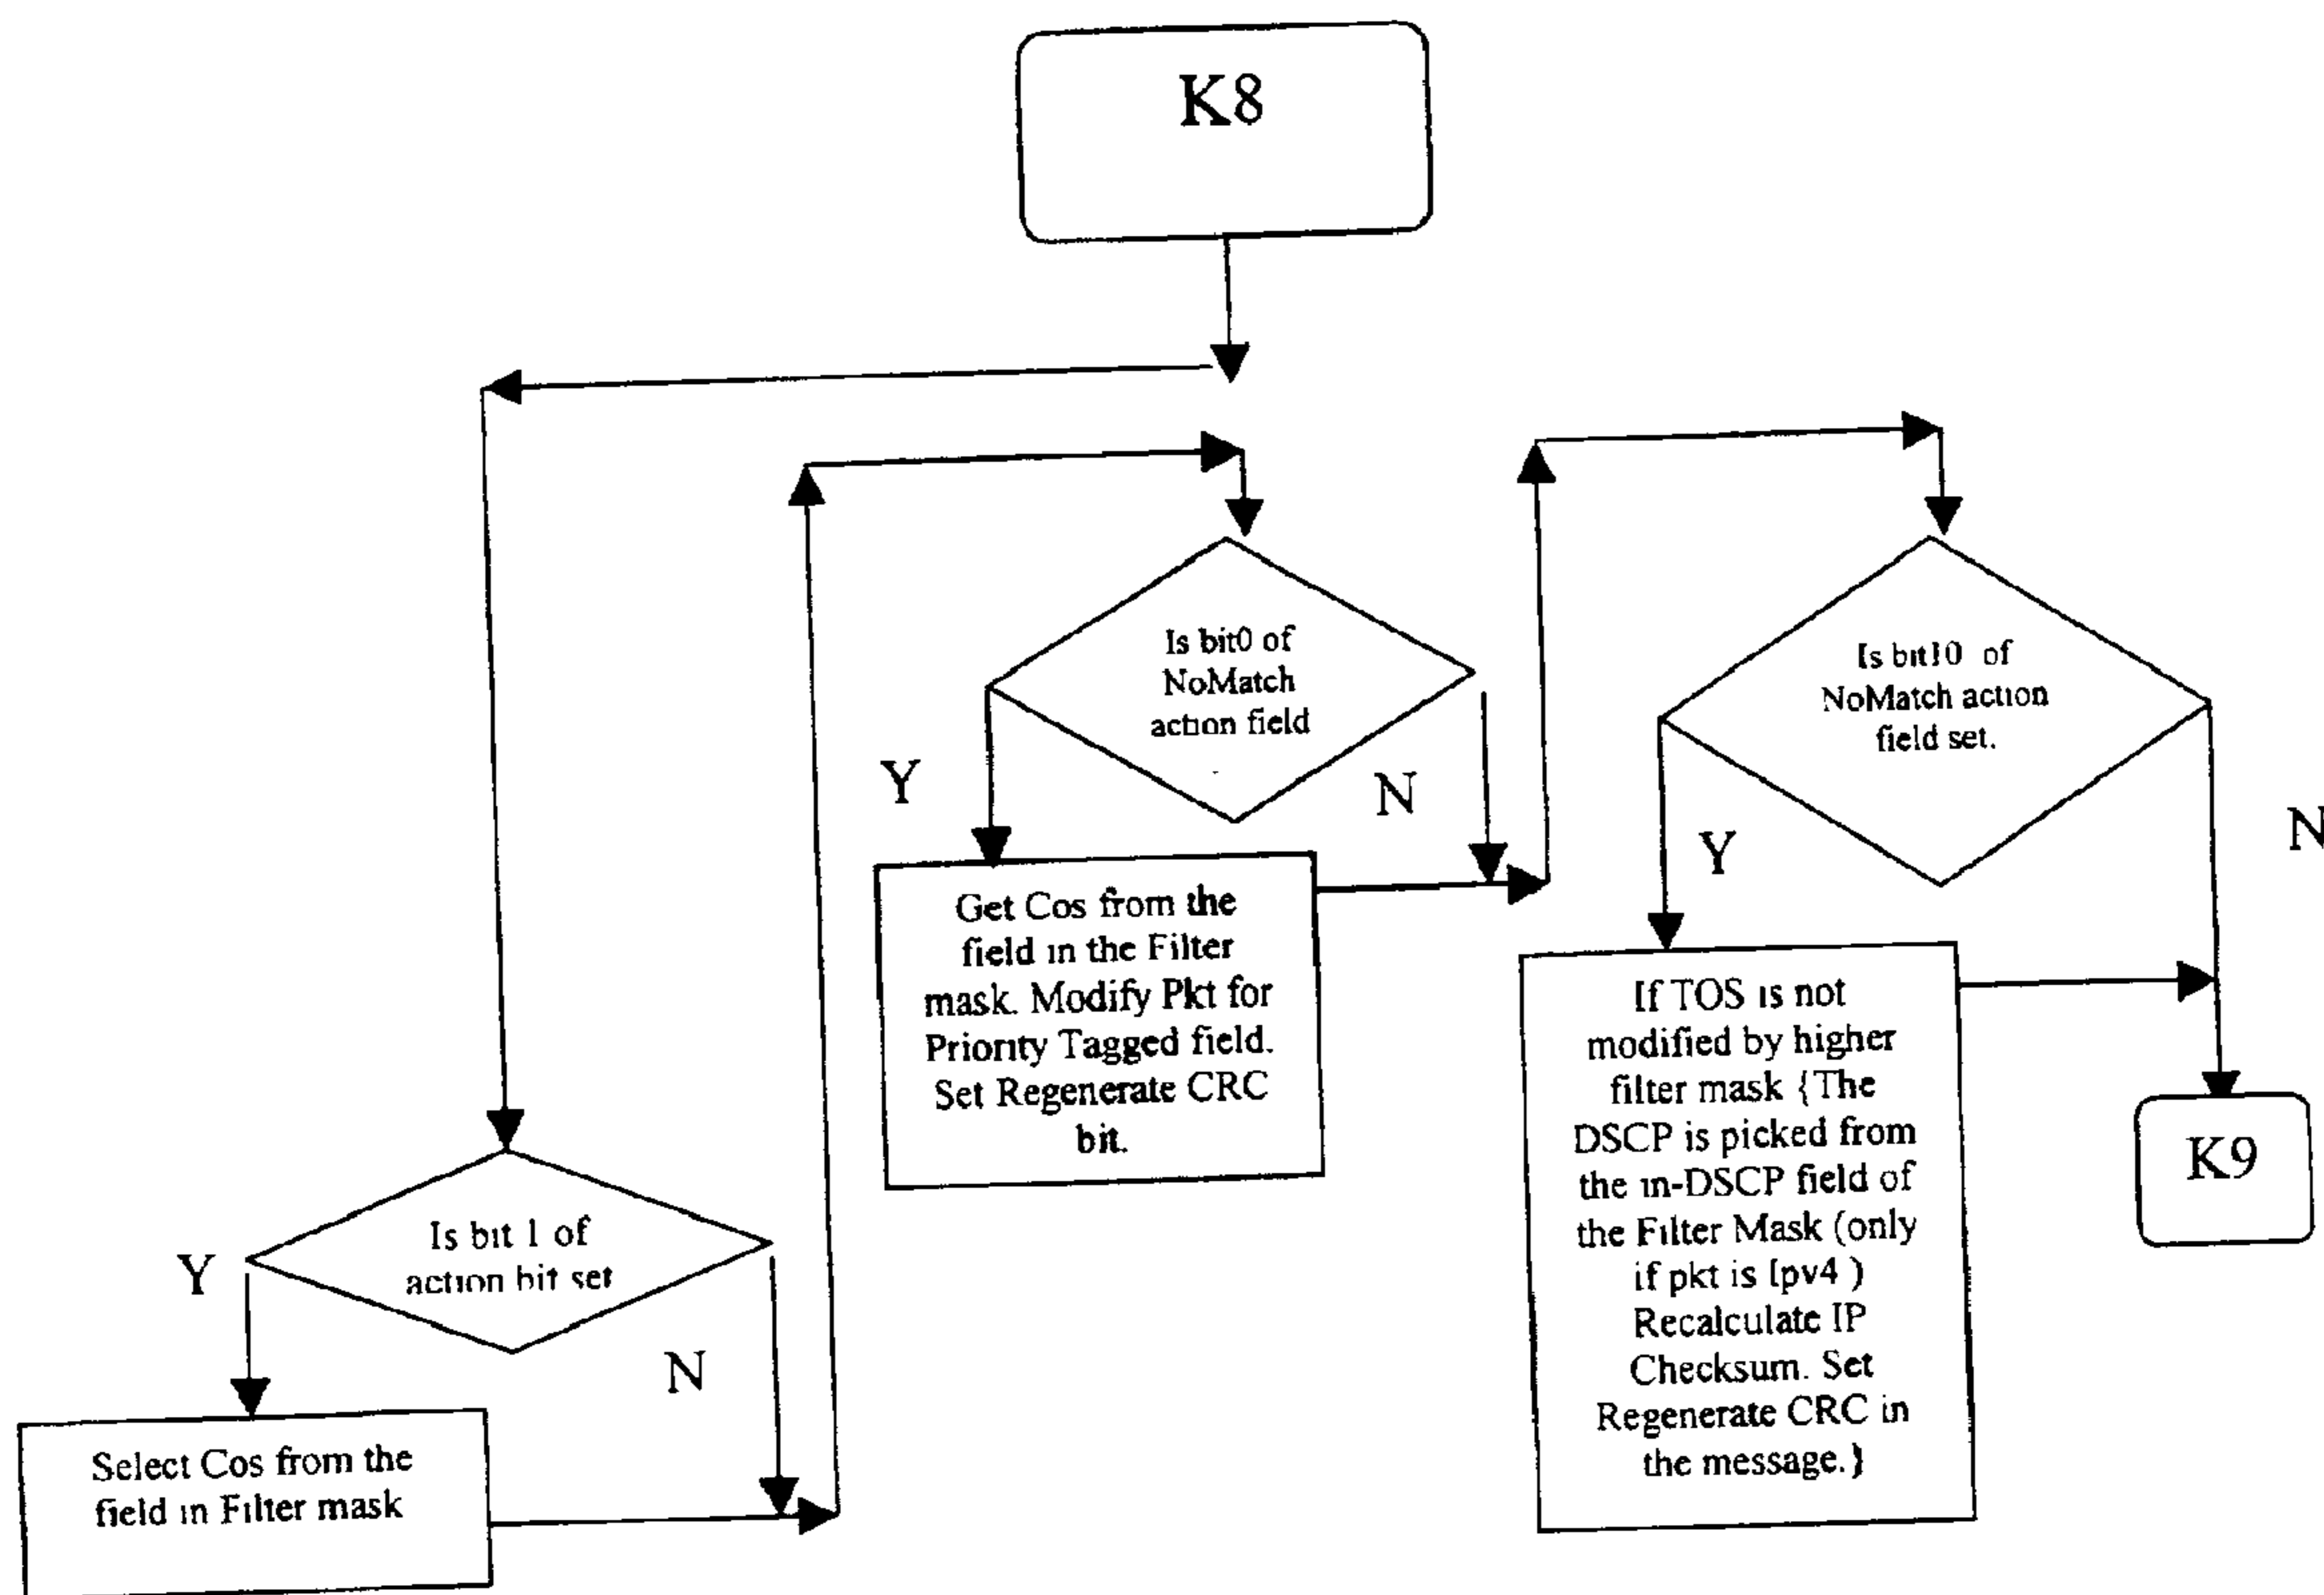 K8
Is bit0 of
NoMatch
action field
Y
N
Is bit10 of
NoMatch action
field set.
Y
N
Get Cos from the
field in the Filter
mask. Modify Pkt for
Priority Tagged field.
Set Regenerate CRC
bit.
If TOS is not
modified by higher
filter mask {The
DSCP is picked from
the in-DSCP field of
the Filter Mask (only
if pkt is Ipv4 )
Recalculate IP
Checksum. Set
Regenerate CRC in
the message.}
K9
Is bit 1 of
action bit set
Y
N
Select Cos from the
field in Filter mask